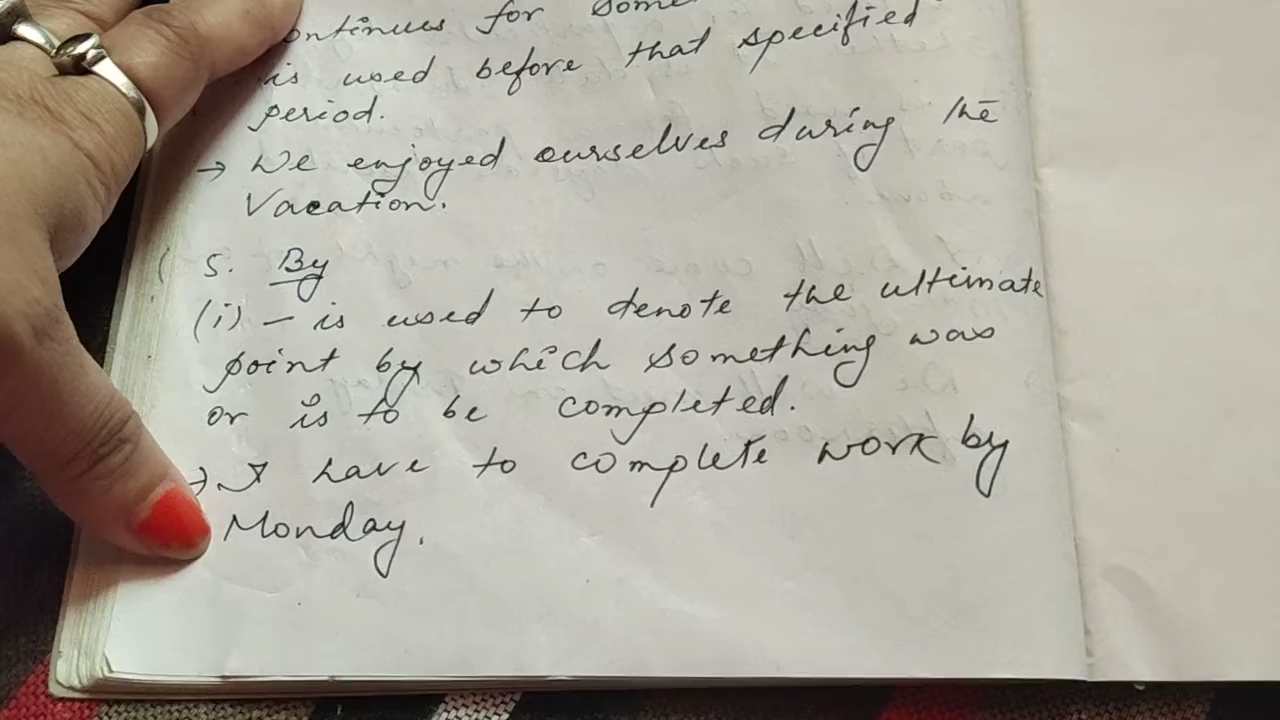 continues for some
is used before that specified
period.
→ We enjoyed ourselves during the
Vacation.
5. By
(i) – is used to denote the ultimate
point by which something was
or is to be completed.
→ I have to complete work by
Monday.